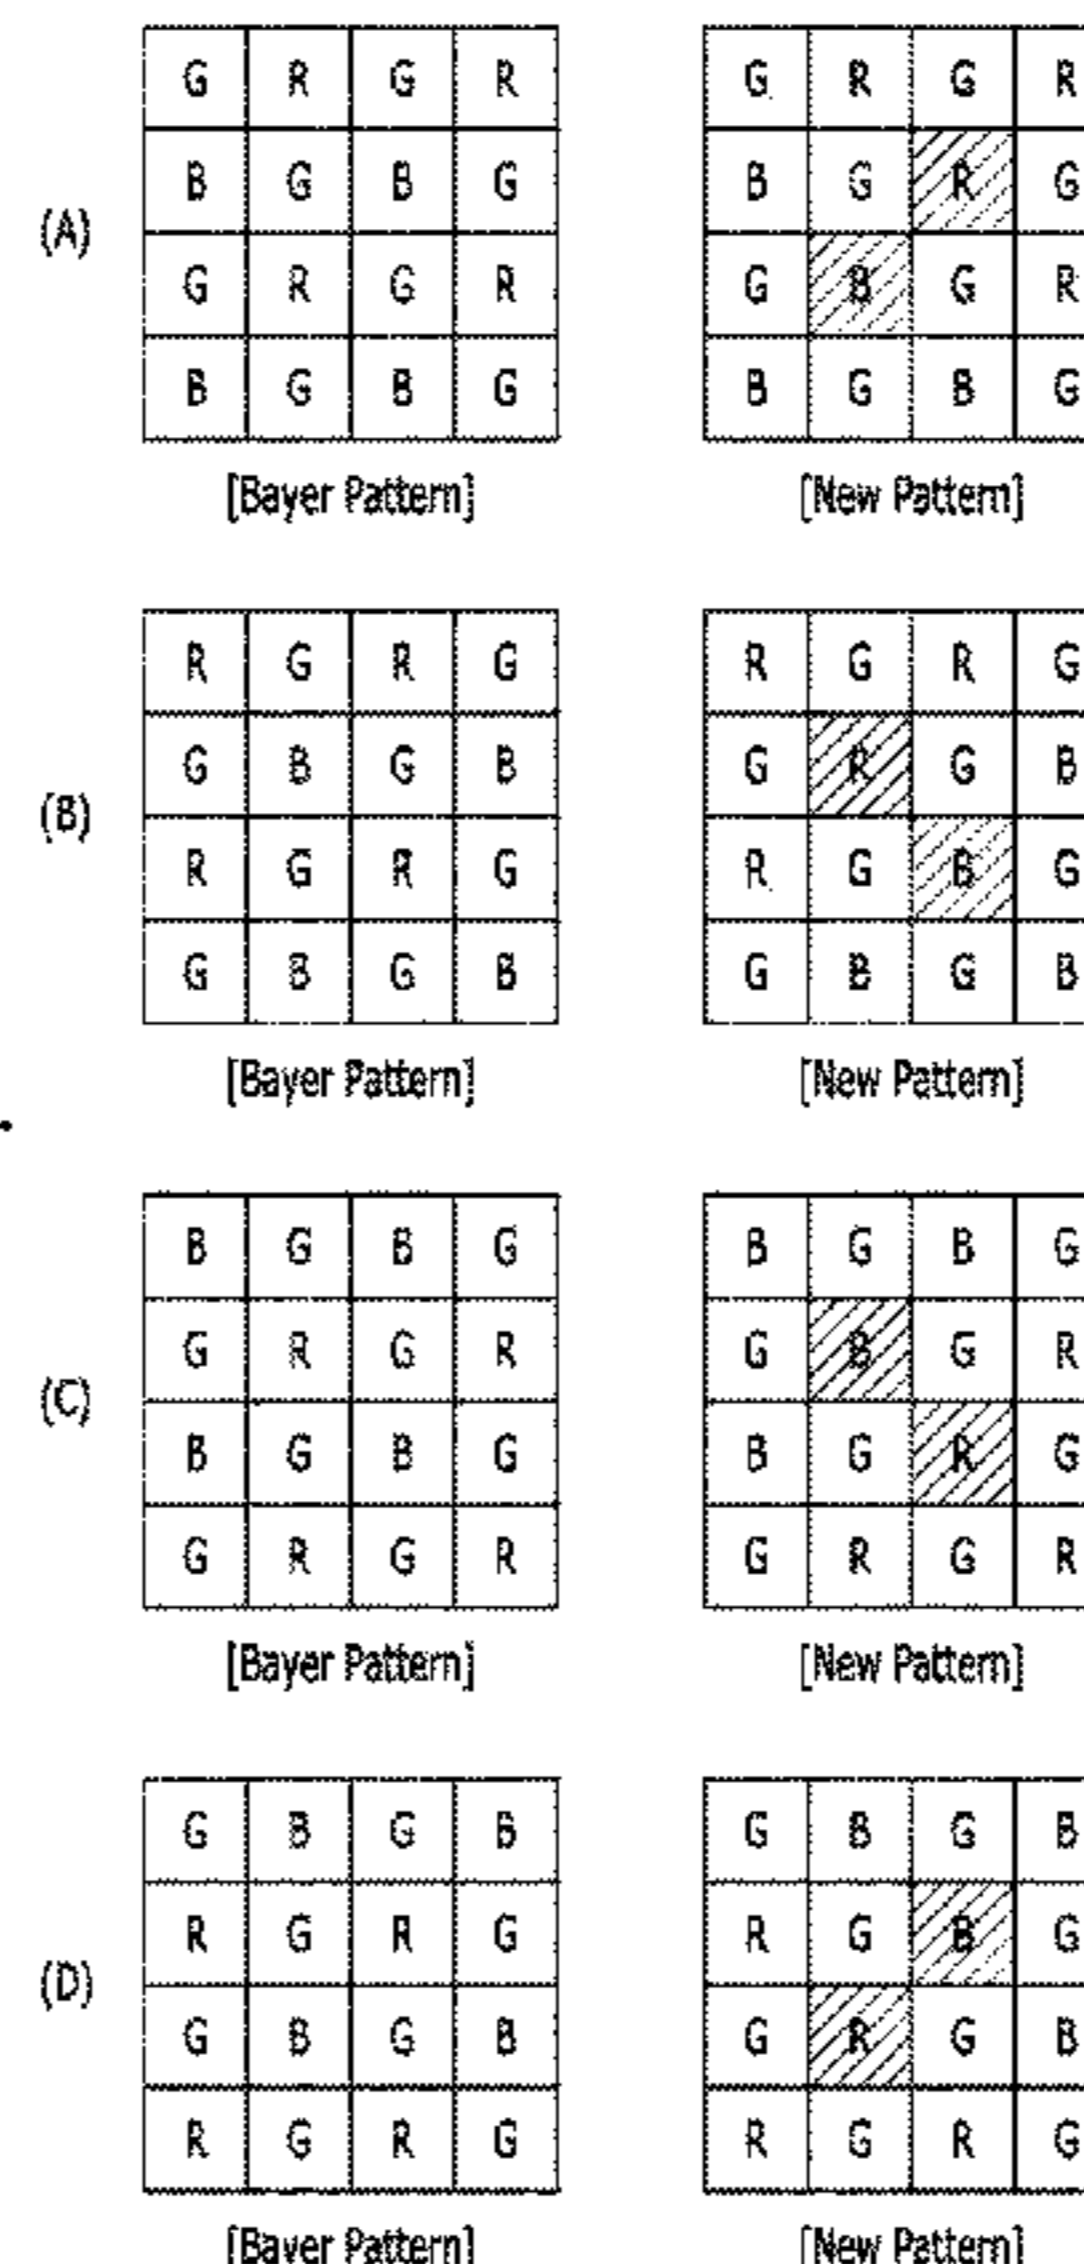 G R G R G R G R
B G B G B G R G
(A)
G R G R G B G R
B G B G B G B G
[Bayer Pattern] [New Pattern]
R G R G R G R G
G B G B G R G B
(B)
R G R G R G B G
G B G B G B G B
[Bayer Pattern] [New Pattern]
B G B G B G B G
G R G R G B G R
(C)
B G B G B G R G
G R G R G R G R
[Bayer Pattern] [New Pattern]
G B G B G B G B
R G R G R G B G
(D)
G B G B G R G B
R G R G R G R G
[Bayer Pattern] [New Pattern]